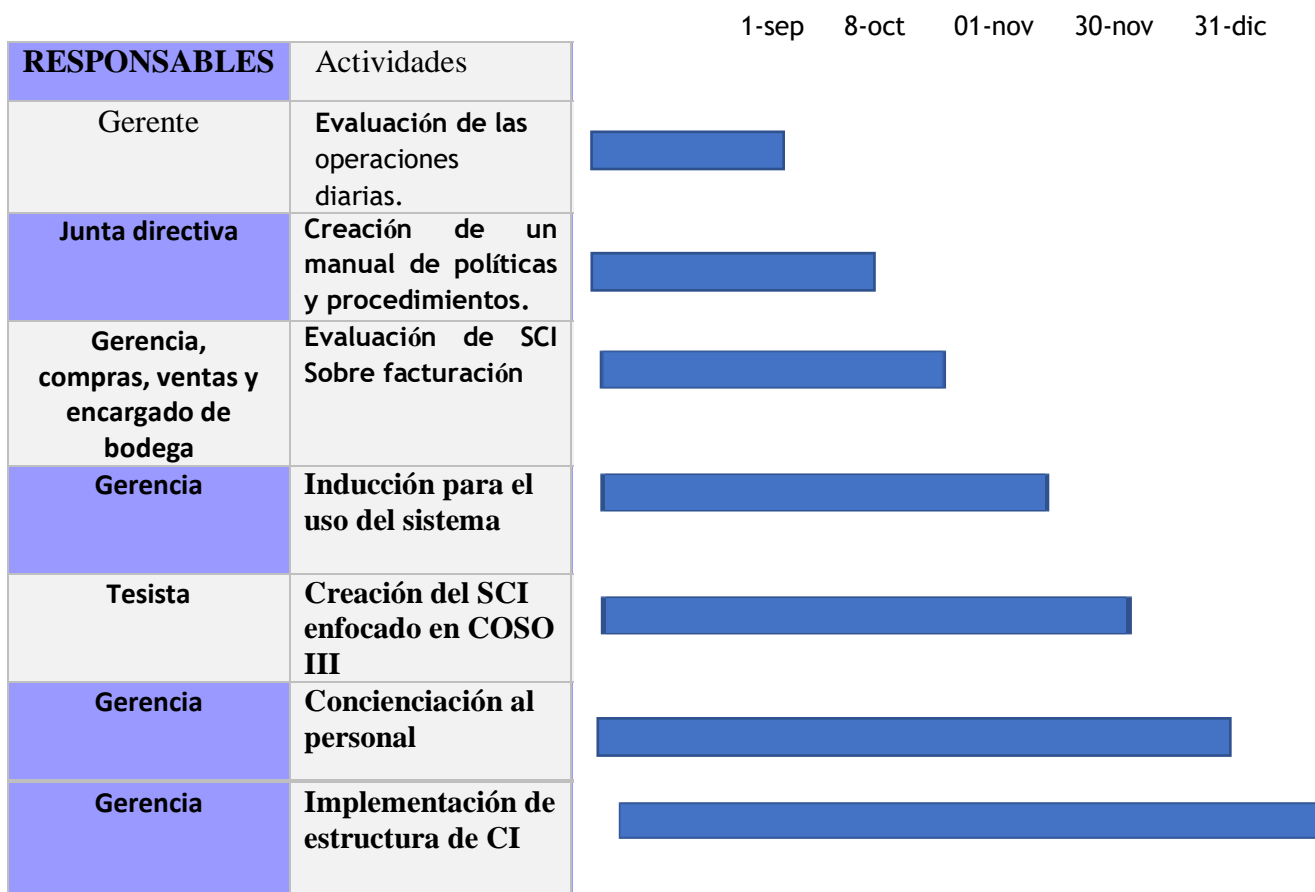 1-sep 8-oct 01-nov 30-nov 31-dic
RESPONSABLES Actividades
Gerente
Evaluación de las
operaciones
diarias.
Junta directiva
Creación de un
manual de políticas
y procedimientos.
Gerencia,
compras, ventas y
encargado de
bodega
Evaluación de SCI
Sobre facturación
Gerencia
Inducción para el
uso del sistema
Tesista
Creación del SCI
enfocado en COSO
III
Gerencia
Concienciación al
personal
Gerencia
Implementación de
estructura de CI